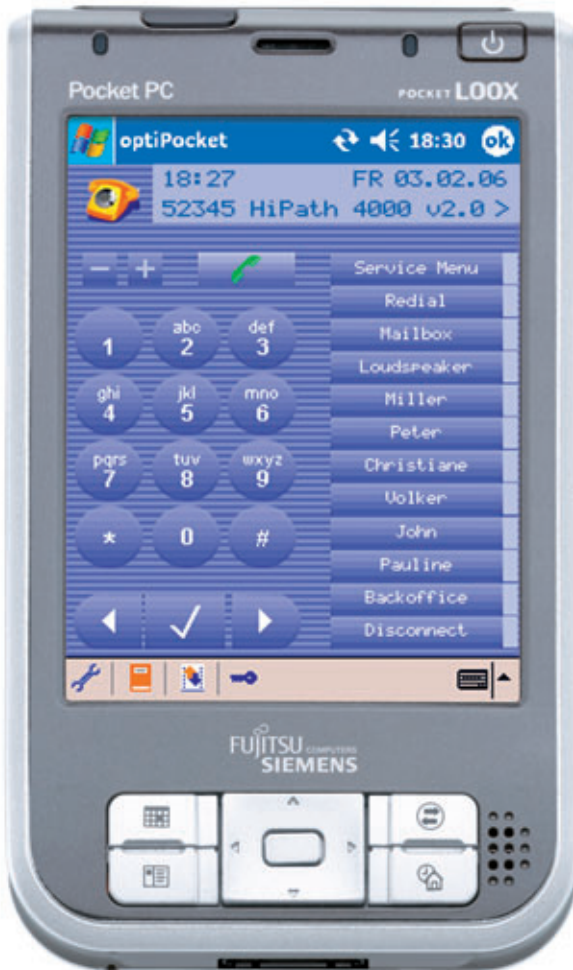 Pocket PC
POCKET LOOX
optiPocket 18:30 ok
18:27 FR 03.02.06
52345 HiPath 4000 v2.0 >
- +
Service Menu
Redial
Mailbox
Loudspeaker
Miller
Peter
Christiane
Volker
John
Pauline
Backoffice
Disconnect
1
abc
2
def
3
ghi
4
jkl
5
mno
6
pqrs
7
tuv
8
wxyz
9
*
0
#
FUJITSU COMPUTERS
SIEMENS